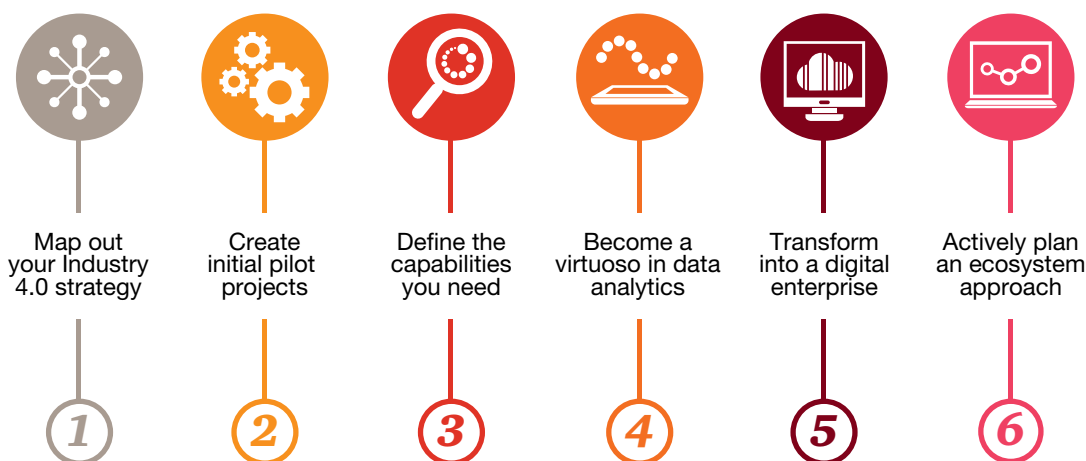 Map out
your Industry
4.0 strategy
1
Create
initial pilot
projects
2
Define the
capabilities
you need
3
Become a
virtuoso in data
analytics
4
Transform
into a digital
enterprise
5
Actively plan
an ecosystem
approach
6